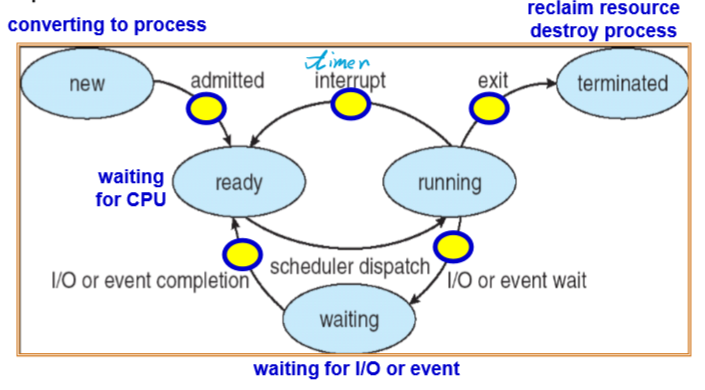 reclaim resource
converting to process
destroy process
timer
new
admitted
interrupt
exit
terminated
waiting
for CPU
ready
running
scheduler dispatch
I/O or event completion
I/O or event wait
waiting
waiting for I/O or event